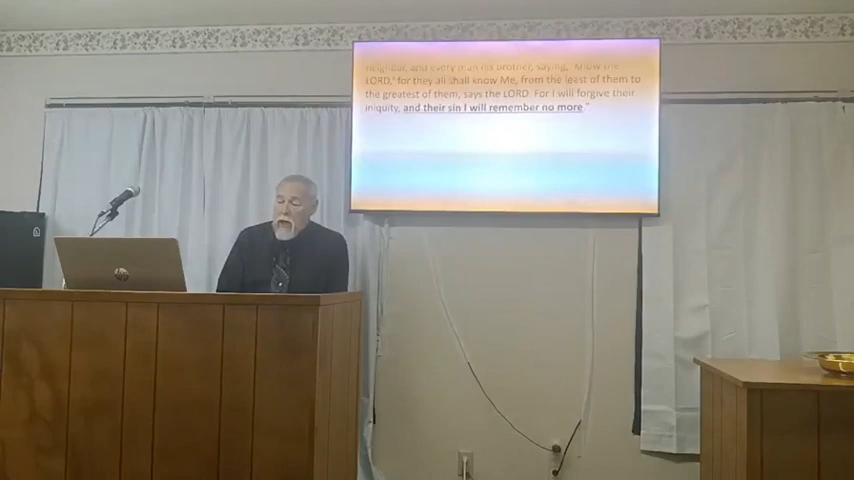 neighbor, and every man his brother, saying, 'Know the
LORD,' for they all shall know Me, from the least of them to
the greatest of them, says the LORD. For I will forgive their
iniquity, and their sin I will remember no more."
hp